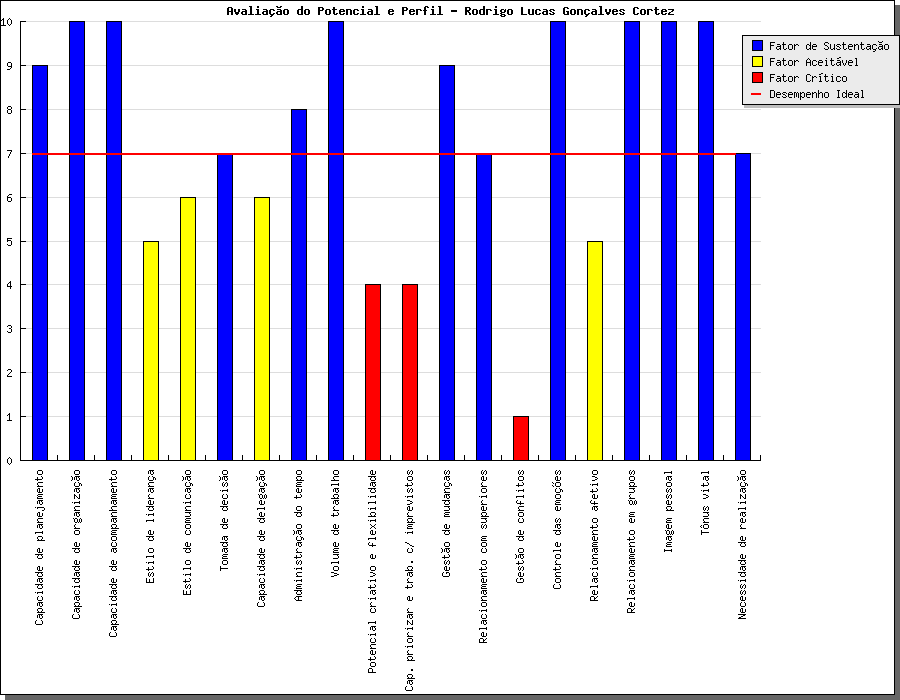 Avaliação do Potencial e Perfil - Rodrigo Lucas Gonçalves Cortez
10
9
8
7
6
5
4
3
2
1
0
Fator de Sustentação
Fator Aceitável
Fator Crítico
Desempenho Ideal
Capacidade de planejamento
Capacidade de organização
Capacidade de acompanhamento
Estilo de liderança
Estilo de comunicação
Tomada de decisão
Capacidade de delegação
Administração do tempo
Volume de trabalho
Potencial criativo e flexibilidade
Cap. priorizar e trab. c/ imprevistos
Gestão de mudanças
Relacionamento com superiores
Gestão de conflitos
Controle das emoções
Relacionamento afetivo
Relacionamento em grupos
Imagem pessoal
Tônus vital
Necessidade de realização